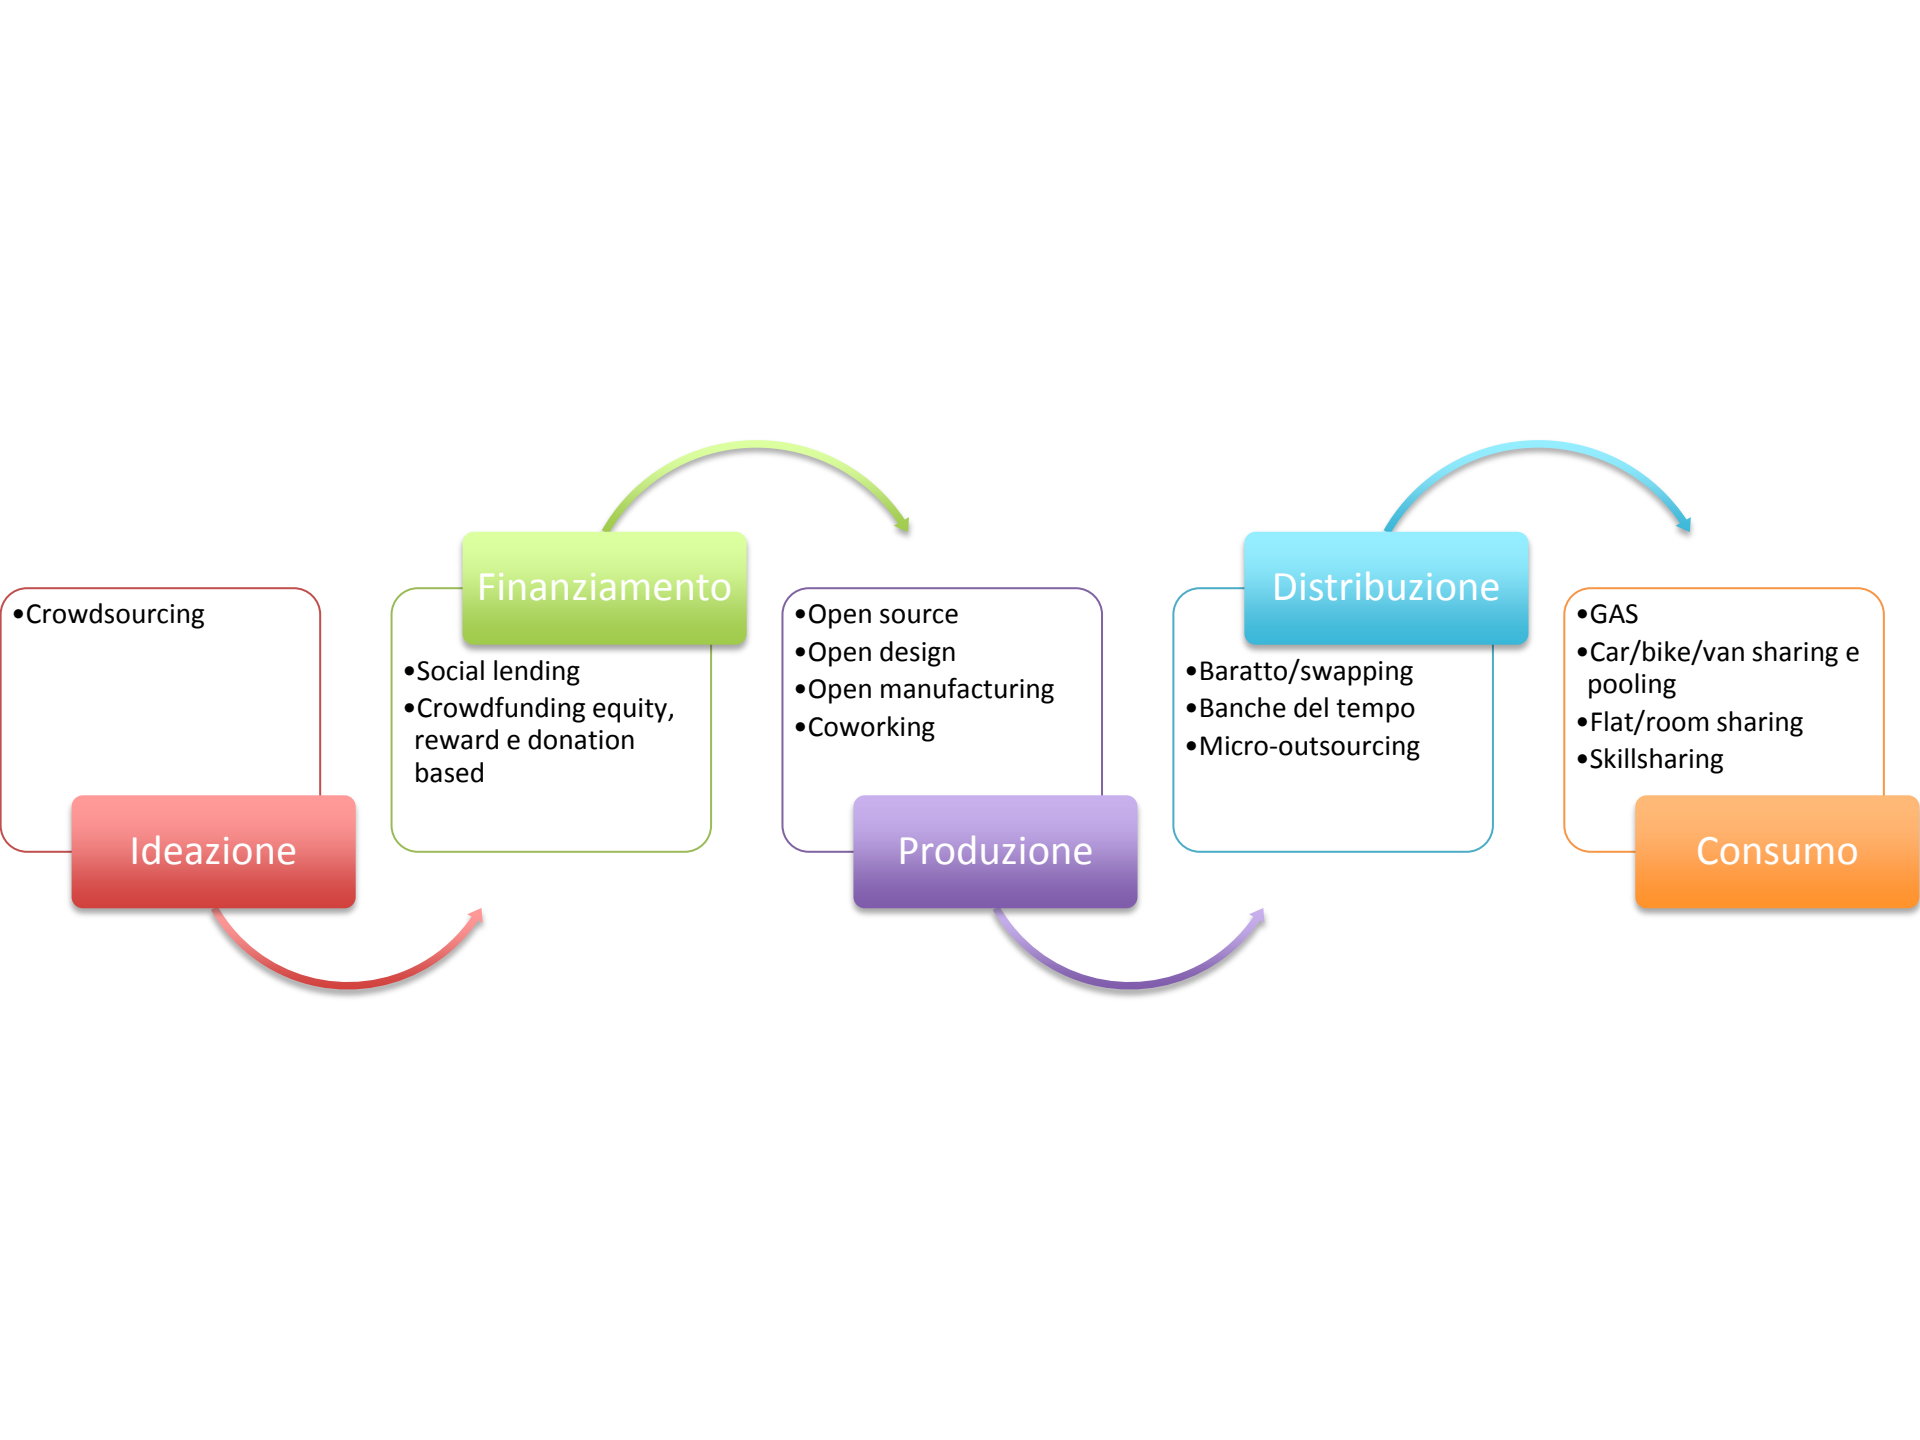 •Crowdsourcing
Ideazione
Finanziamento
•Social lending
•Crowdfunding equity,
reward e donation
based
•Open source
•Open design
•Open manufacturing
•Coworking
Produzione
Distribuzione
•Baratto/swapping
•Banche del tempo
•Micro-outsourcing
•GAS
•Car/bike/van sharing e
pooling
•Flat/room sharing
•Skillsharing
Consumo